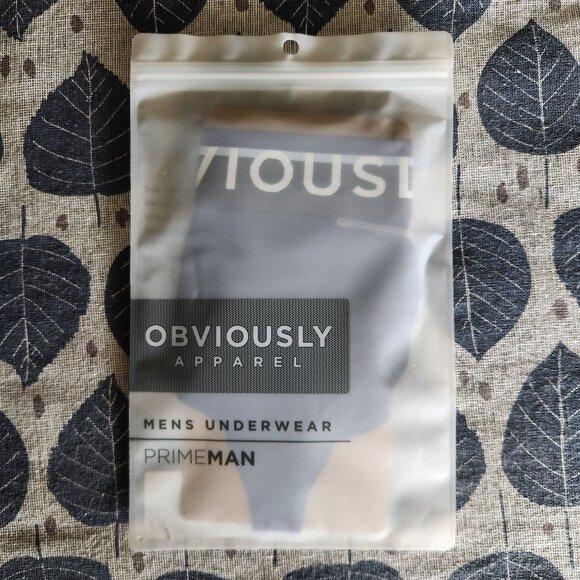 VIOUSL
OBVIOUSLY
APPAREL
MENS UNDERWEAR
PRIMEMAN